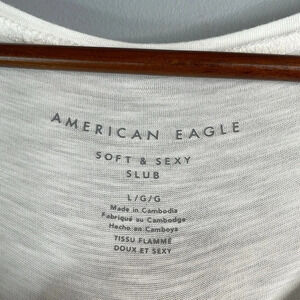 AMERICAN EAGLE
SOFT & SEXY
SLUB
L/G/G
Made in Cambodia
Fabriqué au Cambodge
Hecho en Camboya
TISSU FLAMMÉ
DOUX ET SEXY